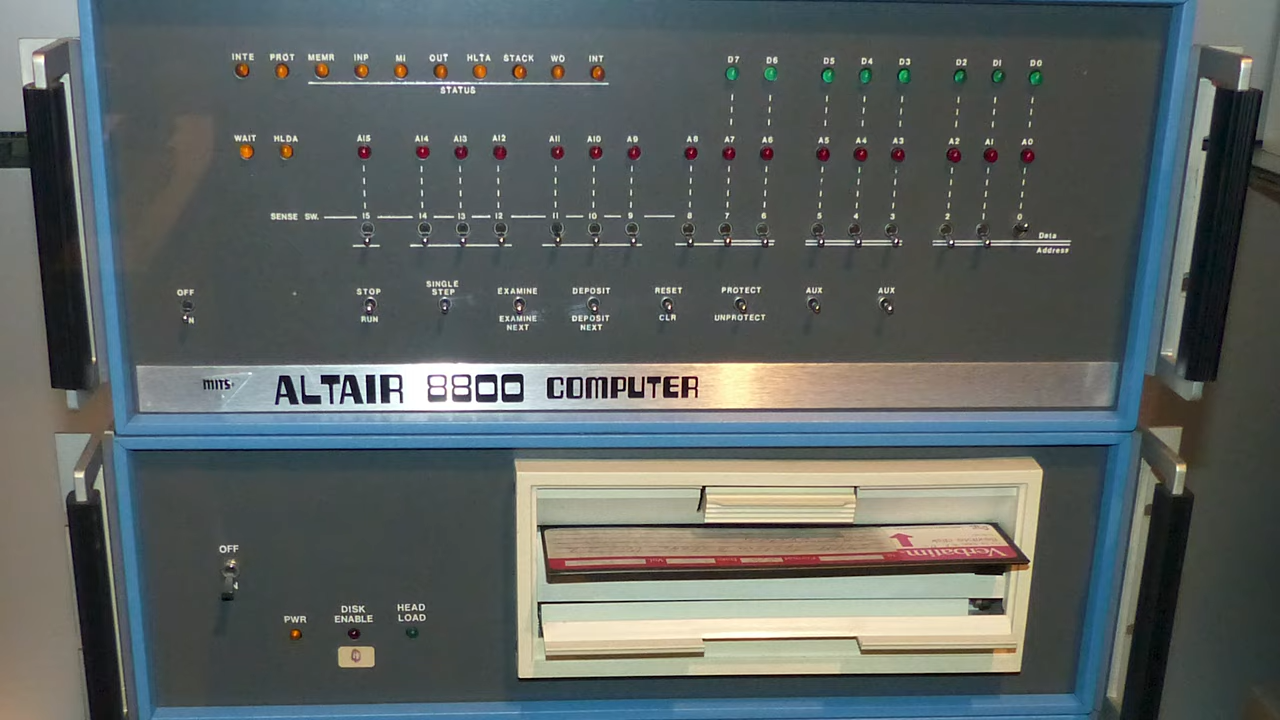 INTE PROT MEMR INP MI OUT HLTA STACK WO INT D7 D6 D5 D4 D3 D2 D1 D0
STATUS
WAIT HLDA A15 A14 A13 A12 A11 A10 A9 A8 A7 A6 A5 A4 A3 A2 A1 A0
SENSE SW. 15 14 13 12 11 10 9 8 7 6 5 4 3 2 1 0
Data
Address
OFF STOP SINGLE STEP EXAMINE DEPOSIT RESET PROTECT AUX AUX
RUN EXAMINE NEXT DEPOSIT NEXT CLR UNPROTECT
mits
ALTAIR 8800 COMPUTER
Verbatim
OFF
PWR DISK ENABLE HEAD LOAD
0